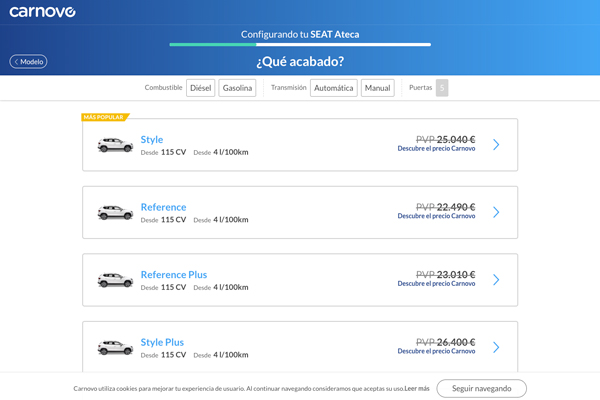 carnovo
Configurando tu SEAT Ateca
Modelo
¿Qué acabado?
Combustible Diésel Gasolina Transmisión Automática Manual Puertas 5
MÁS POPULAR
Style
PVP 25.040 €
Desde 115 CV Desde 4 l/100km
Descubre el precio Carnovo
Reference
PVP 22.490 €
Desde 115 CV Desde 4 l/100km
Descubre el precio Carnovo
Reference Plus
PVP 23.010 €
Desde 115 CV Desde 4 l/100km
Descubre el precio Carnovo
Style Plus
PVP 26.400 €
Desde 115 CV Desde 4 l/100km
Descubre el precio Carnovo
Carnovo utiliza cookies para mejorar tu experiencia de usuario. Al continuar navegando consideramos que aceptas su uso.Leer más
Seguir navegando